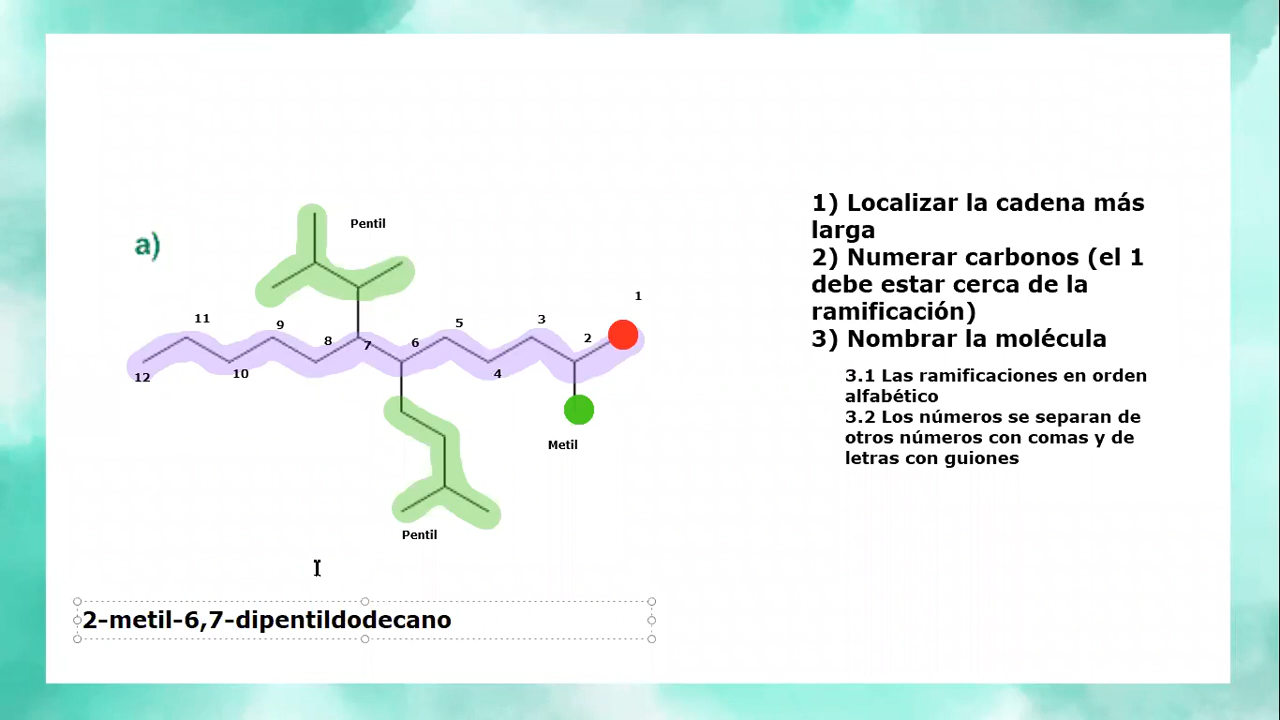 Pentil
a)
1
11
9
8
7
6
5
3
2
12
10
4
Metil
Pentil
2-metil-6,7-dipentildodecano
1) Localizar la cadena más
larga
2) Numerar carbonos (el 1
debe estar cerca de la
ramificación)
3) Nombrar la molécula
3.1 Las ramificaciones en orden
alfabético
3.2 Los números se separan de
otros números con comas y de
letras con guiones